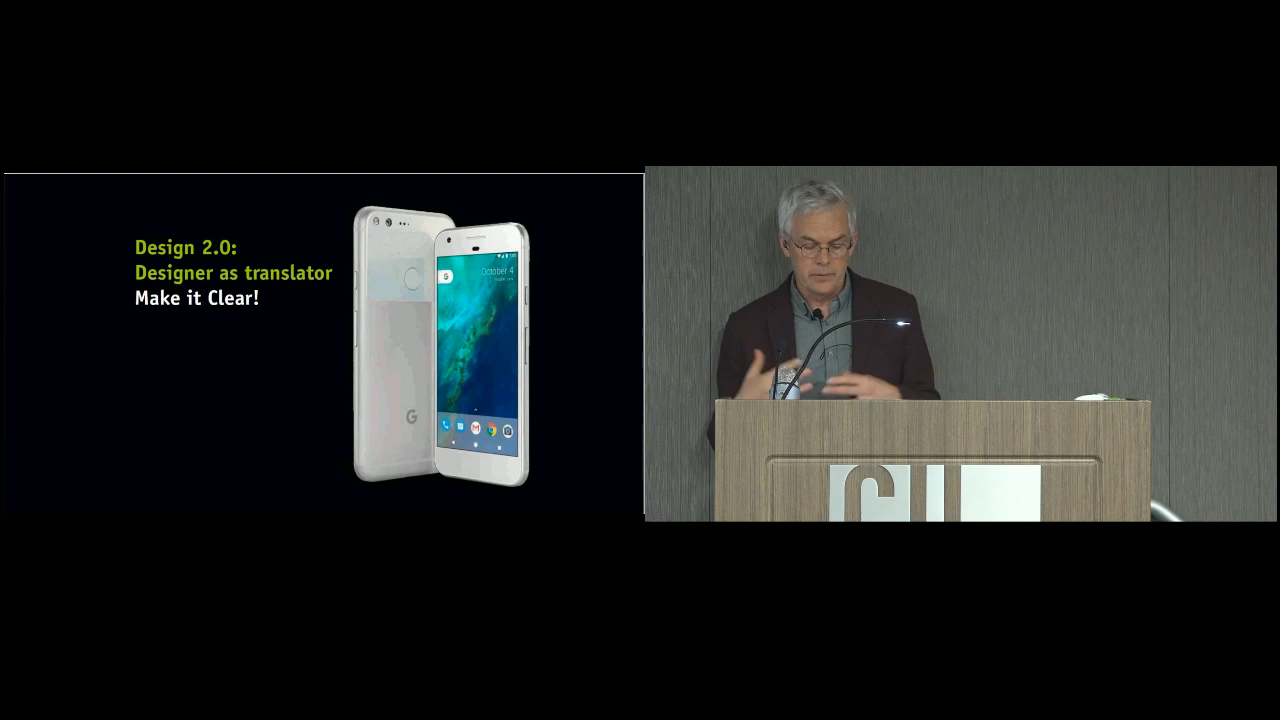 Design 2.0:
Designer as translator
Make it Clear!
October 4
G